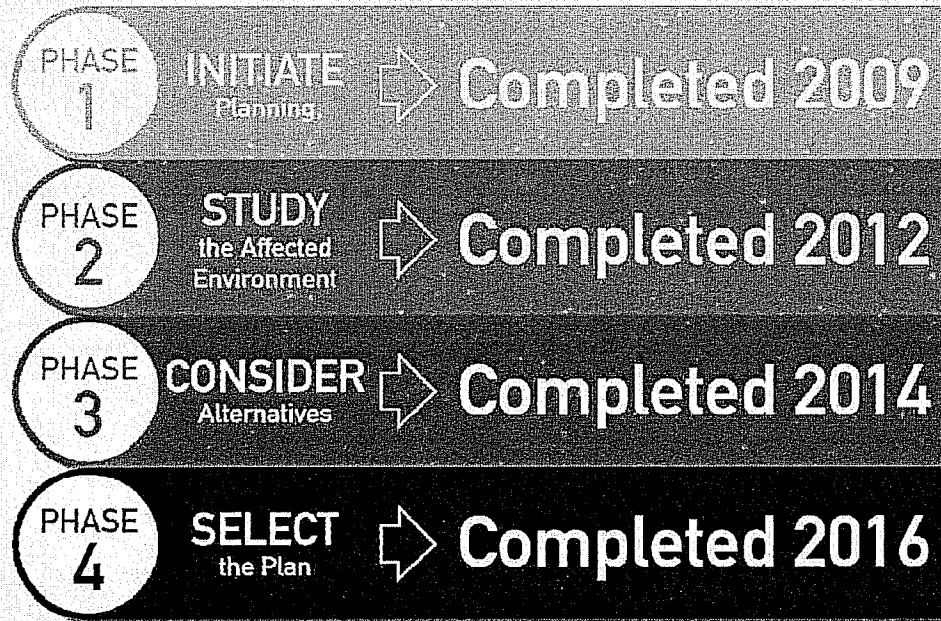 PHASE
1
INITIATE
Planning
Completed 2009
PHASE
2
STUDY
the Affected
Environment
Completed 2012
PHASE
3
CONSIDER
Alternatives
Completed 2014
PHASE
4
SELECT
the Plan
Completed 2016